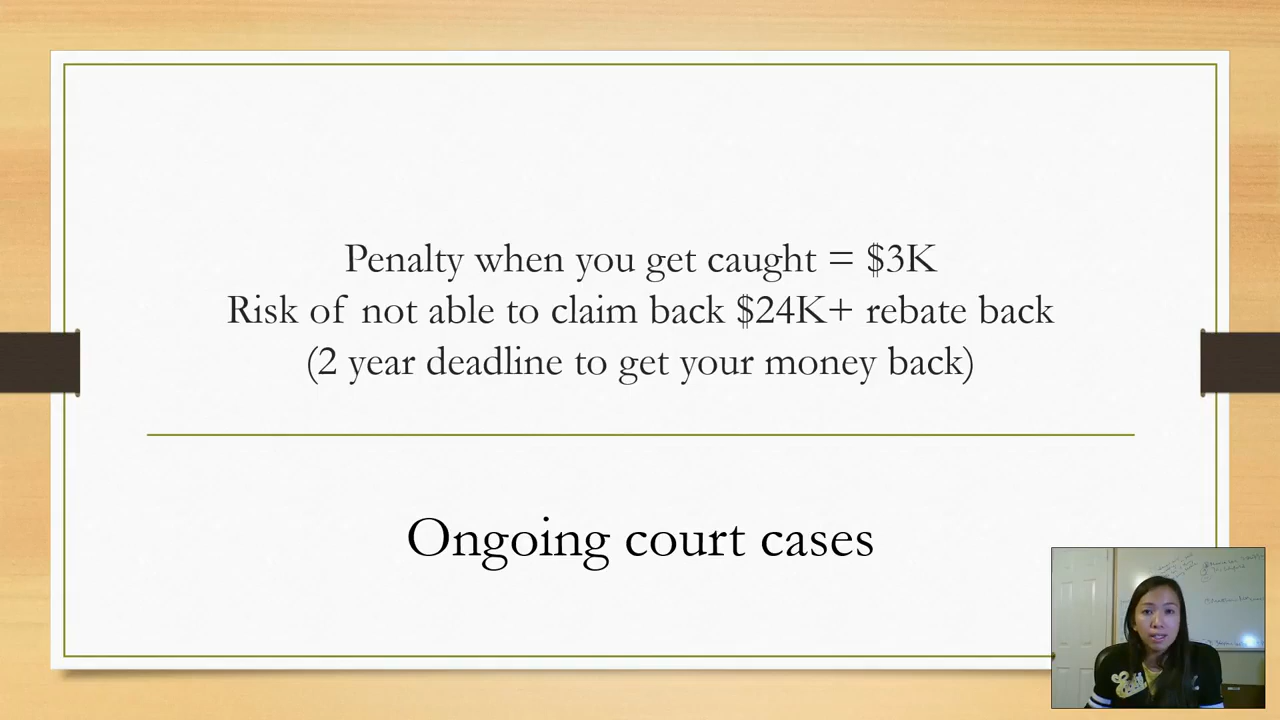 Penalty when you get caught = $3K
Risk of not able to claim back $24K+ rebate back
(2 year deadline to get your money back)
Ongoing court cases